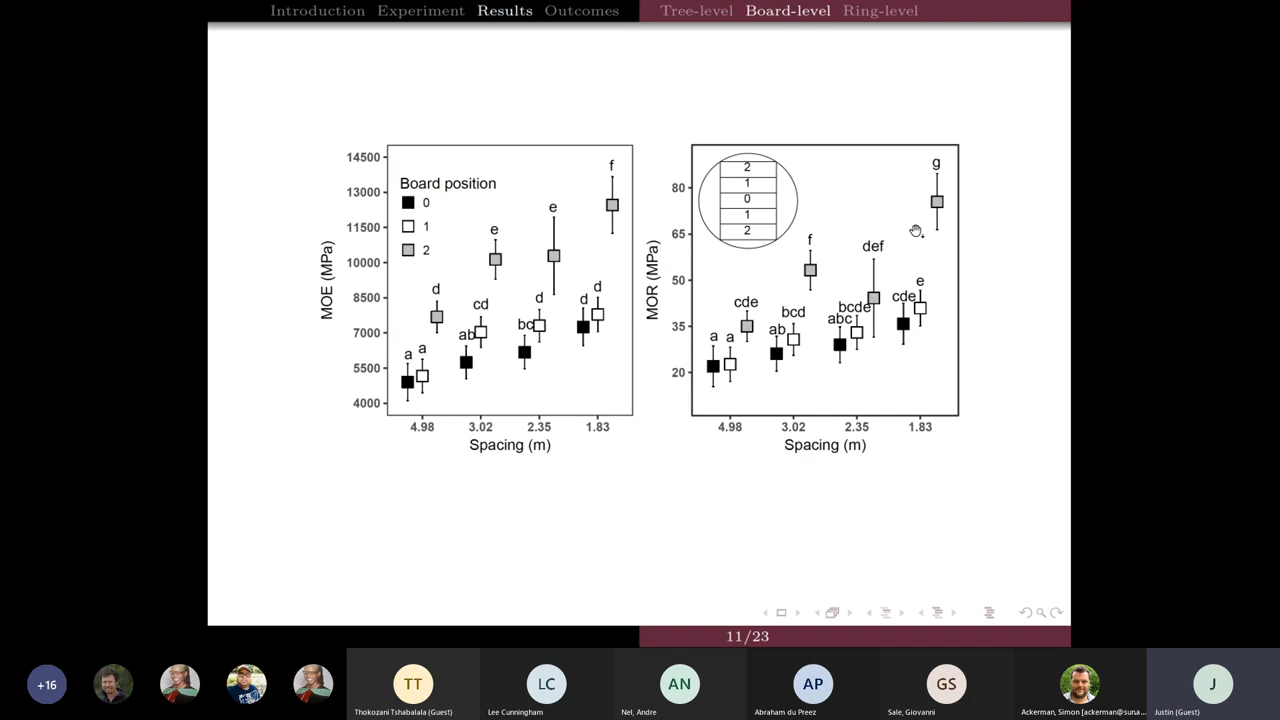 Introduction Experiment Results Outcomes Tree-level Board-level Ring-level
14500
13000
11500
10000
8500
7000
5500
4000
MOE (MPa)
Board position
0
1
2
a a d
ab cd e
bc d e
d d f
4.98 3.02 2.35 1.83
Spacing (m)
80
65
50
35
20
MOR (MPa)
2
1
0
1
2
a a cde
ab bcd f
abc bcde def
cde e g
4.98 3.02 2.35 1.83
Spacing (m)
11/23
+16
TT
Thokozani Tshabalala (Guest)
LC
Lee Cunningham
AN
Nel, Andre
AP
Abraham du Preez
GS
Sale, Giovanni
Ackerman, Simon [ackerman@suna...
J
Justin (Guest)